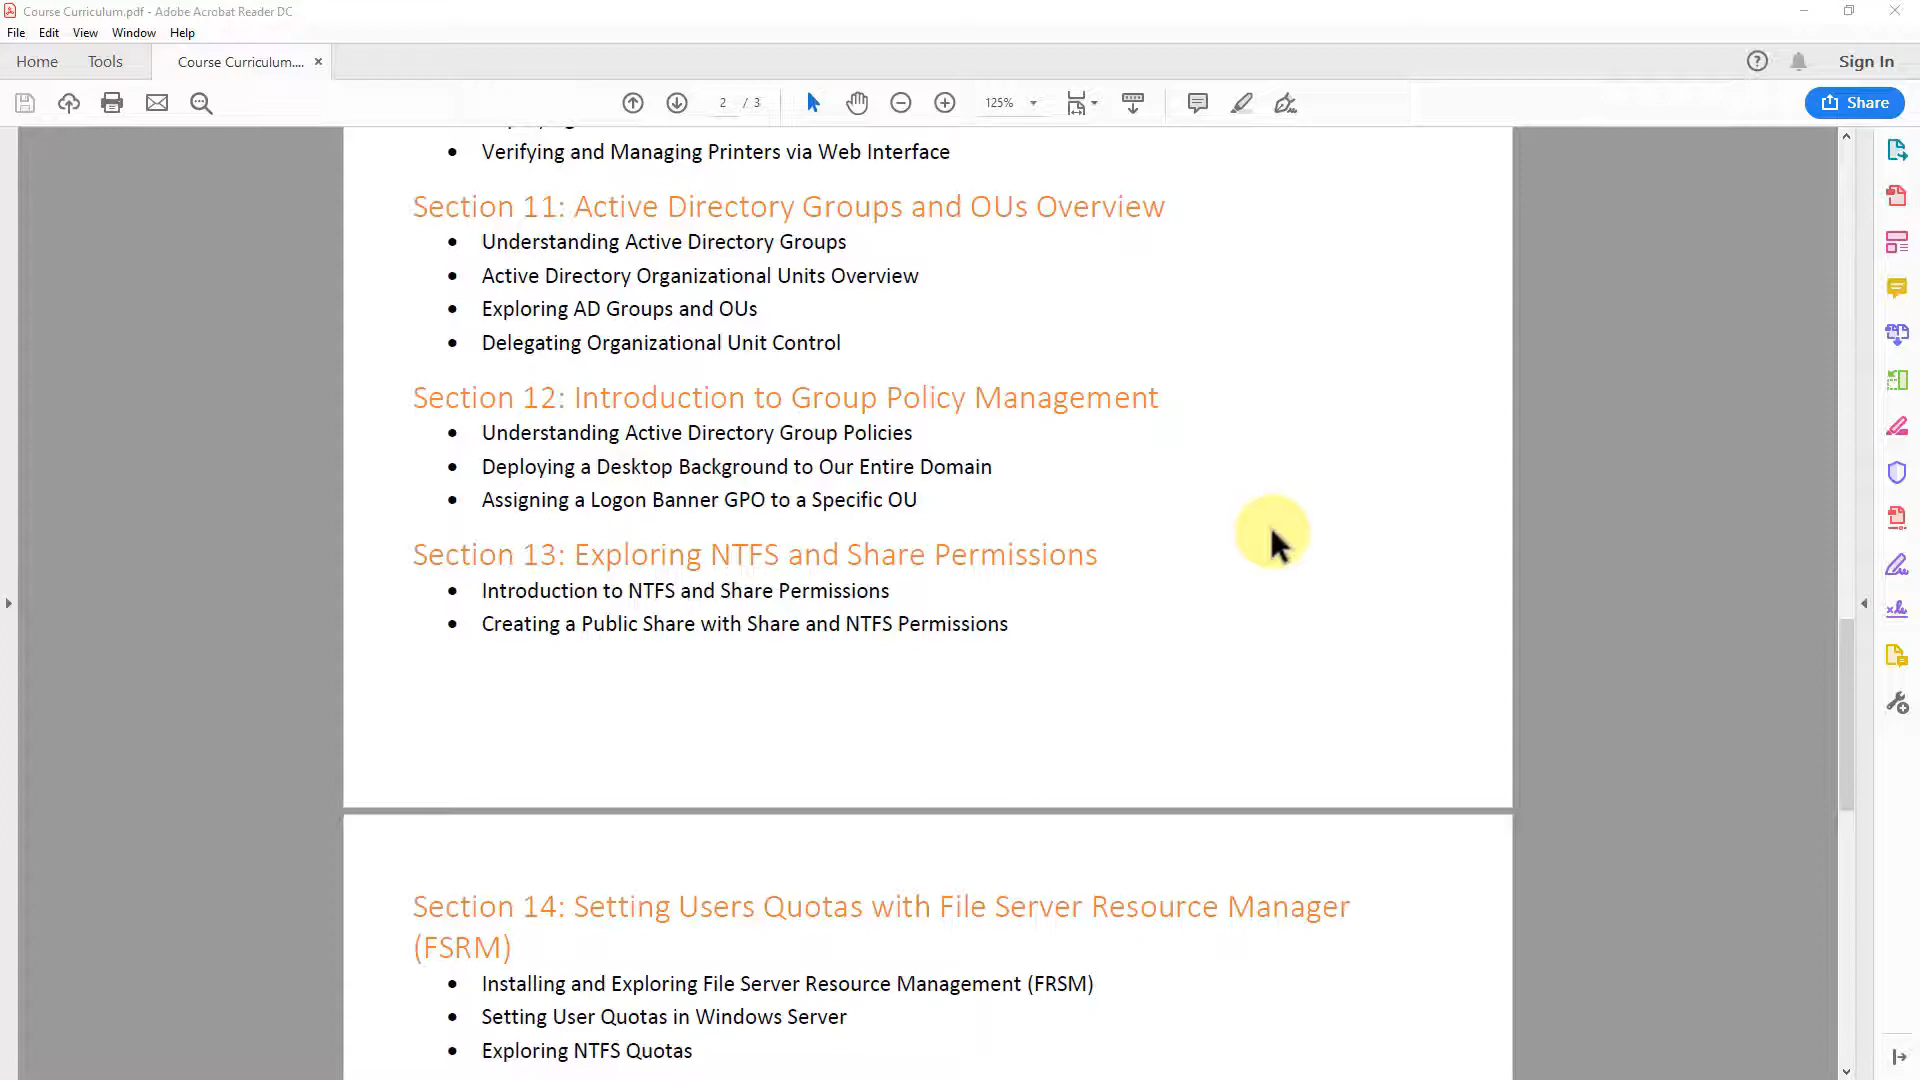 Course Curriculum.pdf - Adobe Acrobat Reader DC
File Edit View Window Help
Home Tools Course Curriculum.... × Sign In
2 / 3 125% Share
• Verifying and Managing Printers via Web Interface
Section 11: Active Directory Groups and OUs Overview
• Understanding Active Directory Groups
• Active Directory Organizational Units Overview
• Exploring AD Groups and OUs
• Delegating Organizational Unit Control
Section 12: Introduction to Group Policy Management
• Understanding Active Directory Group Policies
• Deploying a Desktop Background to Our Entire Domain
• Assigning a Logon Banner GPO to a Specific OU
Section 13: Exploring NTFS and Share Permissions
• Introduction to NTFS and Share Permissions
• Creating a Public Share with Share and NTFS Permissions
Section 14: Setting Users Quotas with File Server Resource Manager
(FSRM)
• Installing and Exploring File Server Resource Management (FRSM)
• Setting User Quotas in Windows Server
• Exploring NTFS Quotas